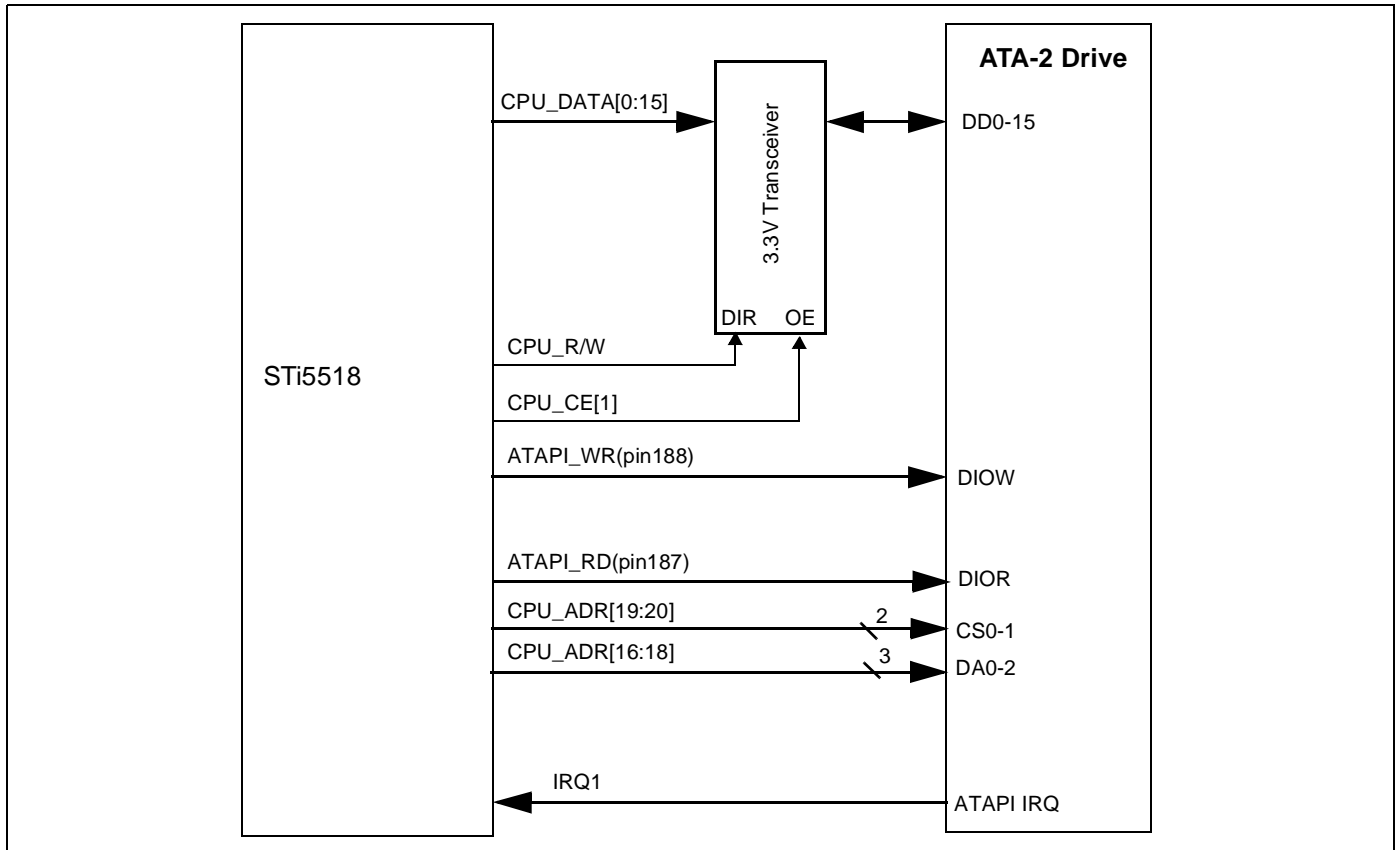 ATA-2 Drive
CPU_DATA[0:15]
3.3V Transceiver
DD0-15
DIR OE
CPU_R/W
STi5518
CPU_CE[1]
ATAPI_WR(pin188)
DIOW
ATAPI_RD(pin187)
DIOR
CPU_ADR[19:20]
2
CS0-1
CPU_ADR[16:18]
3
DA0-2
IRQ1
ATAPI IRQ